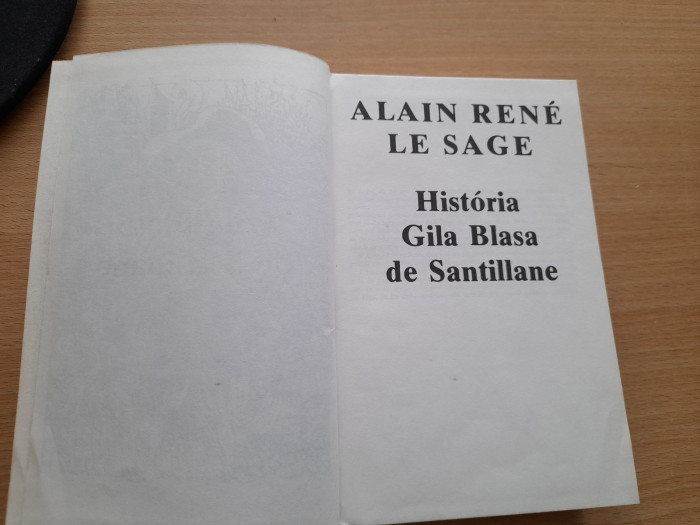 ALAIN RENÉ
LE SAGE
História
Gila Blasa
de Santillane